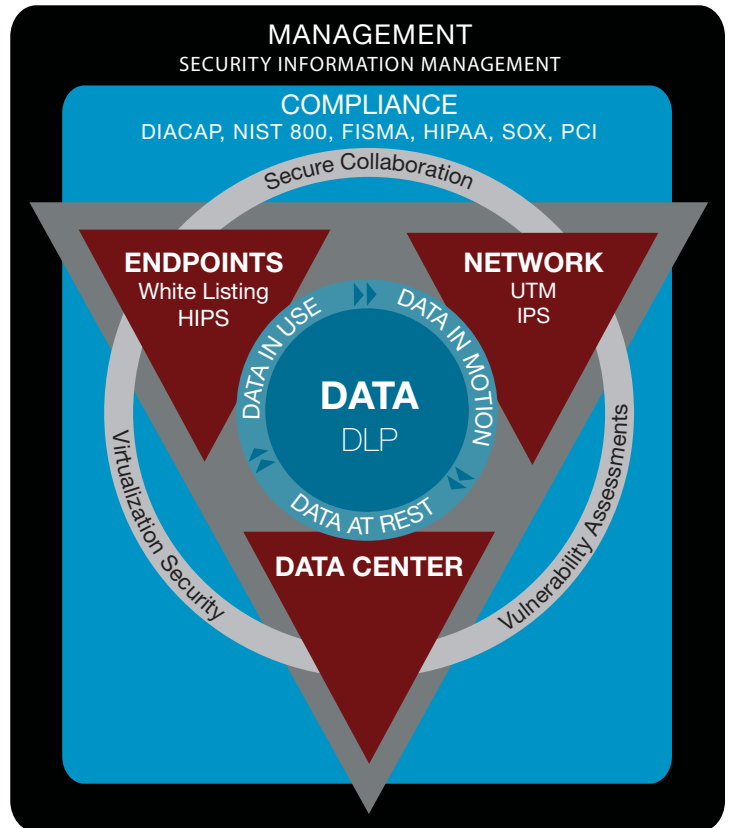 MANAGEMENT
SECURITY INFORMATION MANAGEMENT
COMPLIANCE
DIACAP, NIST 800, FISMA, HIPAA, SOX, PCI
Secure Collaboration
ENDPOINTS
White Listing
HIPS
NETWORK
UTM
IPS
DATA IN USE
DATA IN MOTION
DATA
DLP
DATA AT REST
Virtualization Security
Vulnerability Assessments
DATA CENTER